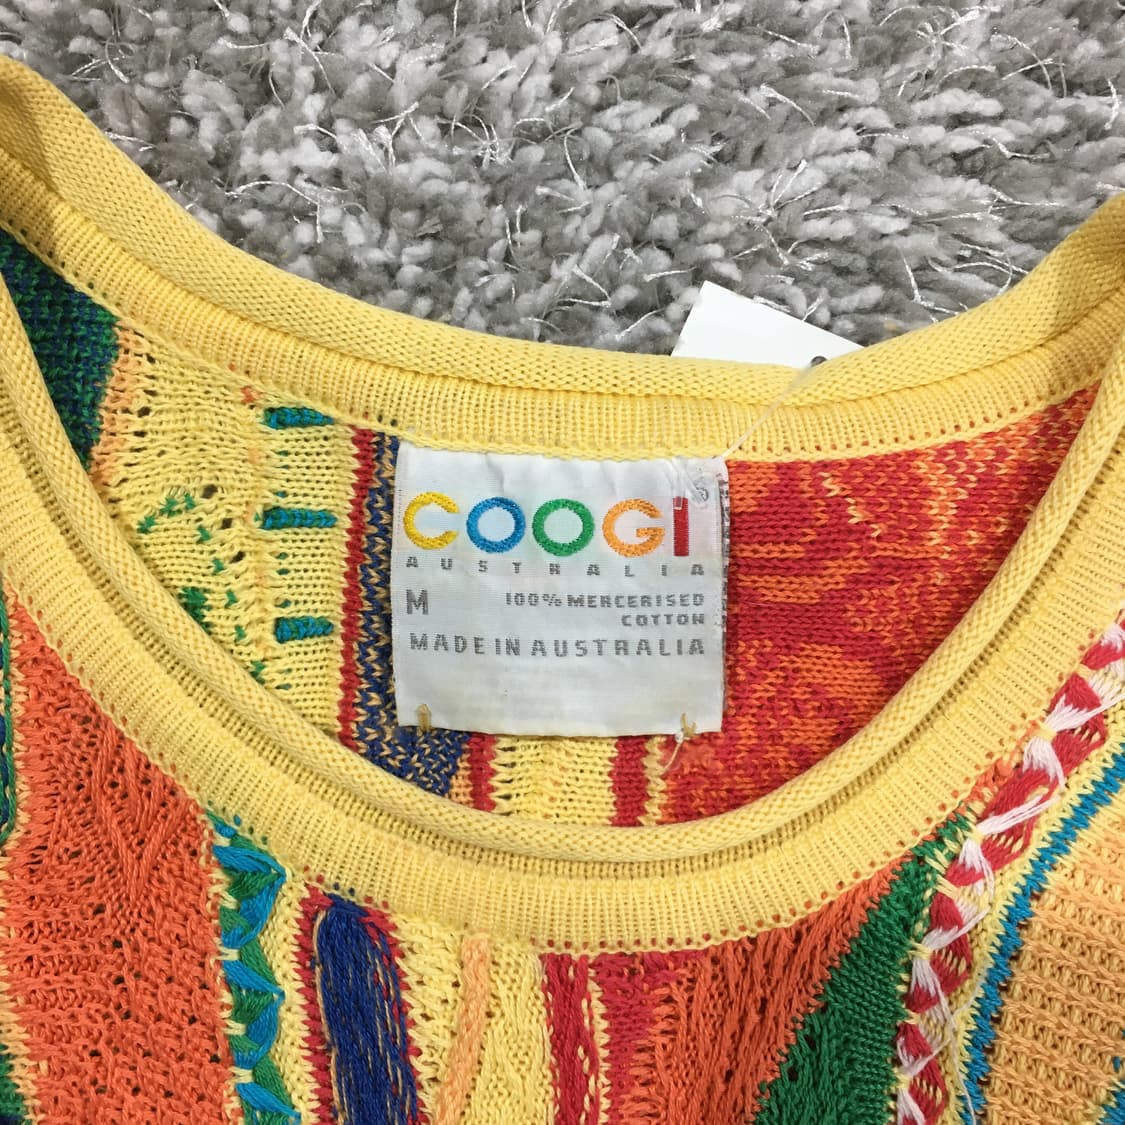 COOGI
AUSTRALIA
M 100% MERCERISED
COTTON
MADE IN AUSTRALIA